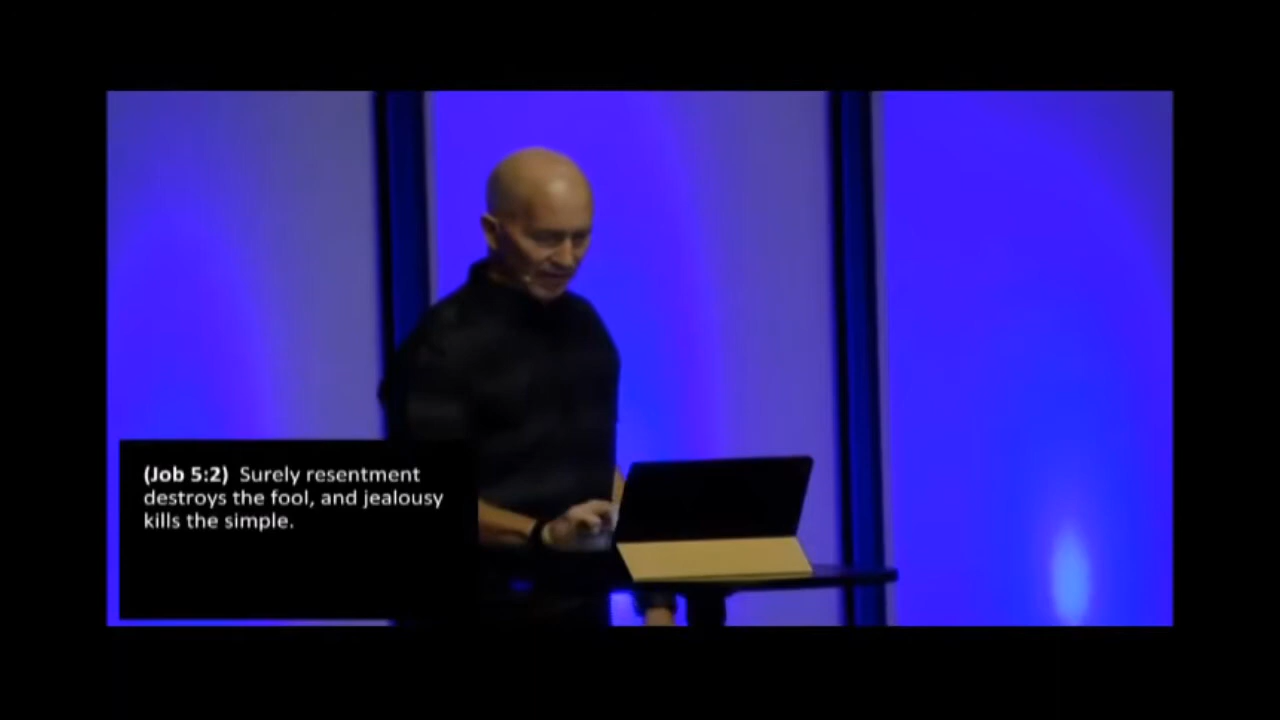 (Job 5:2) Surely resentment
destroys the fool, and jealousy
kills the simple.